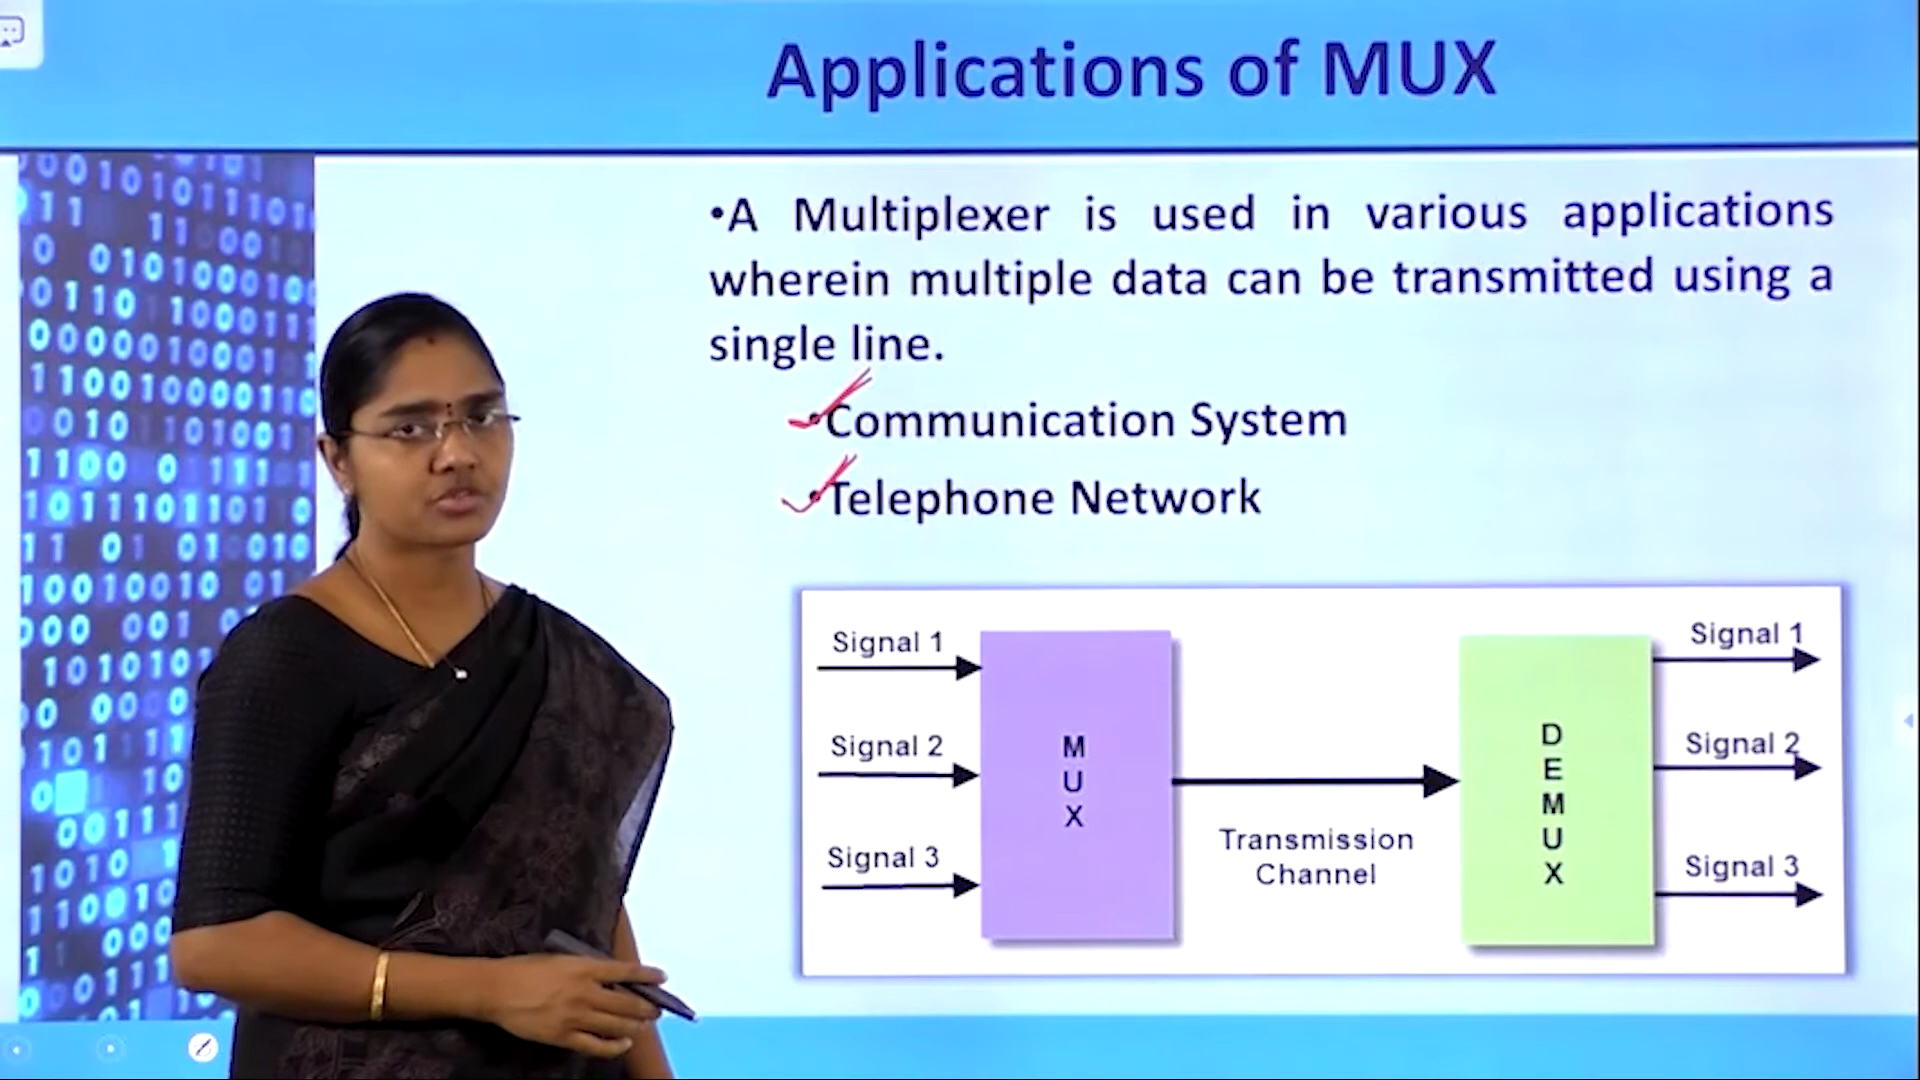 Applications of MUX
•A Multiplexer is used in various applications
wherein multiple data can be transmitted using a
single line.
•Communication System
•Telephone Network
Signal 1
Signal 2
Signal 3
M
U
X
Transmission
Channel
D
E
M
U
X
Signal 1
Signal 2
Signal 3